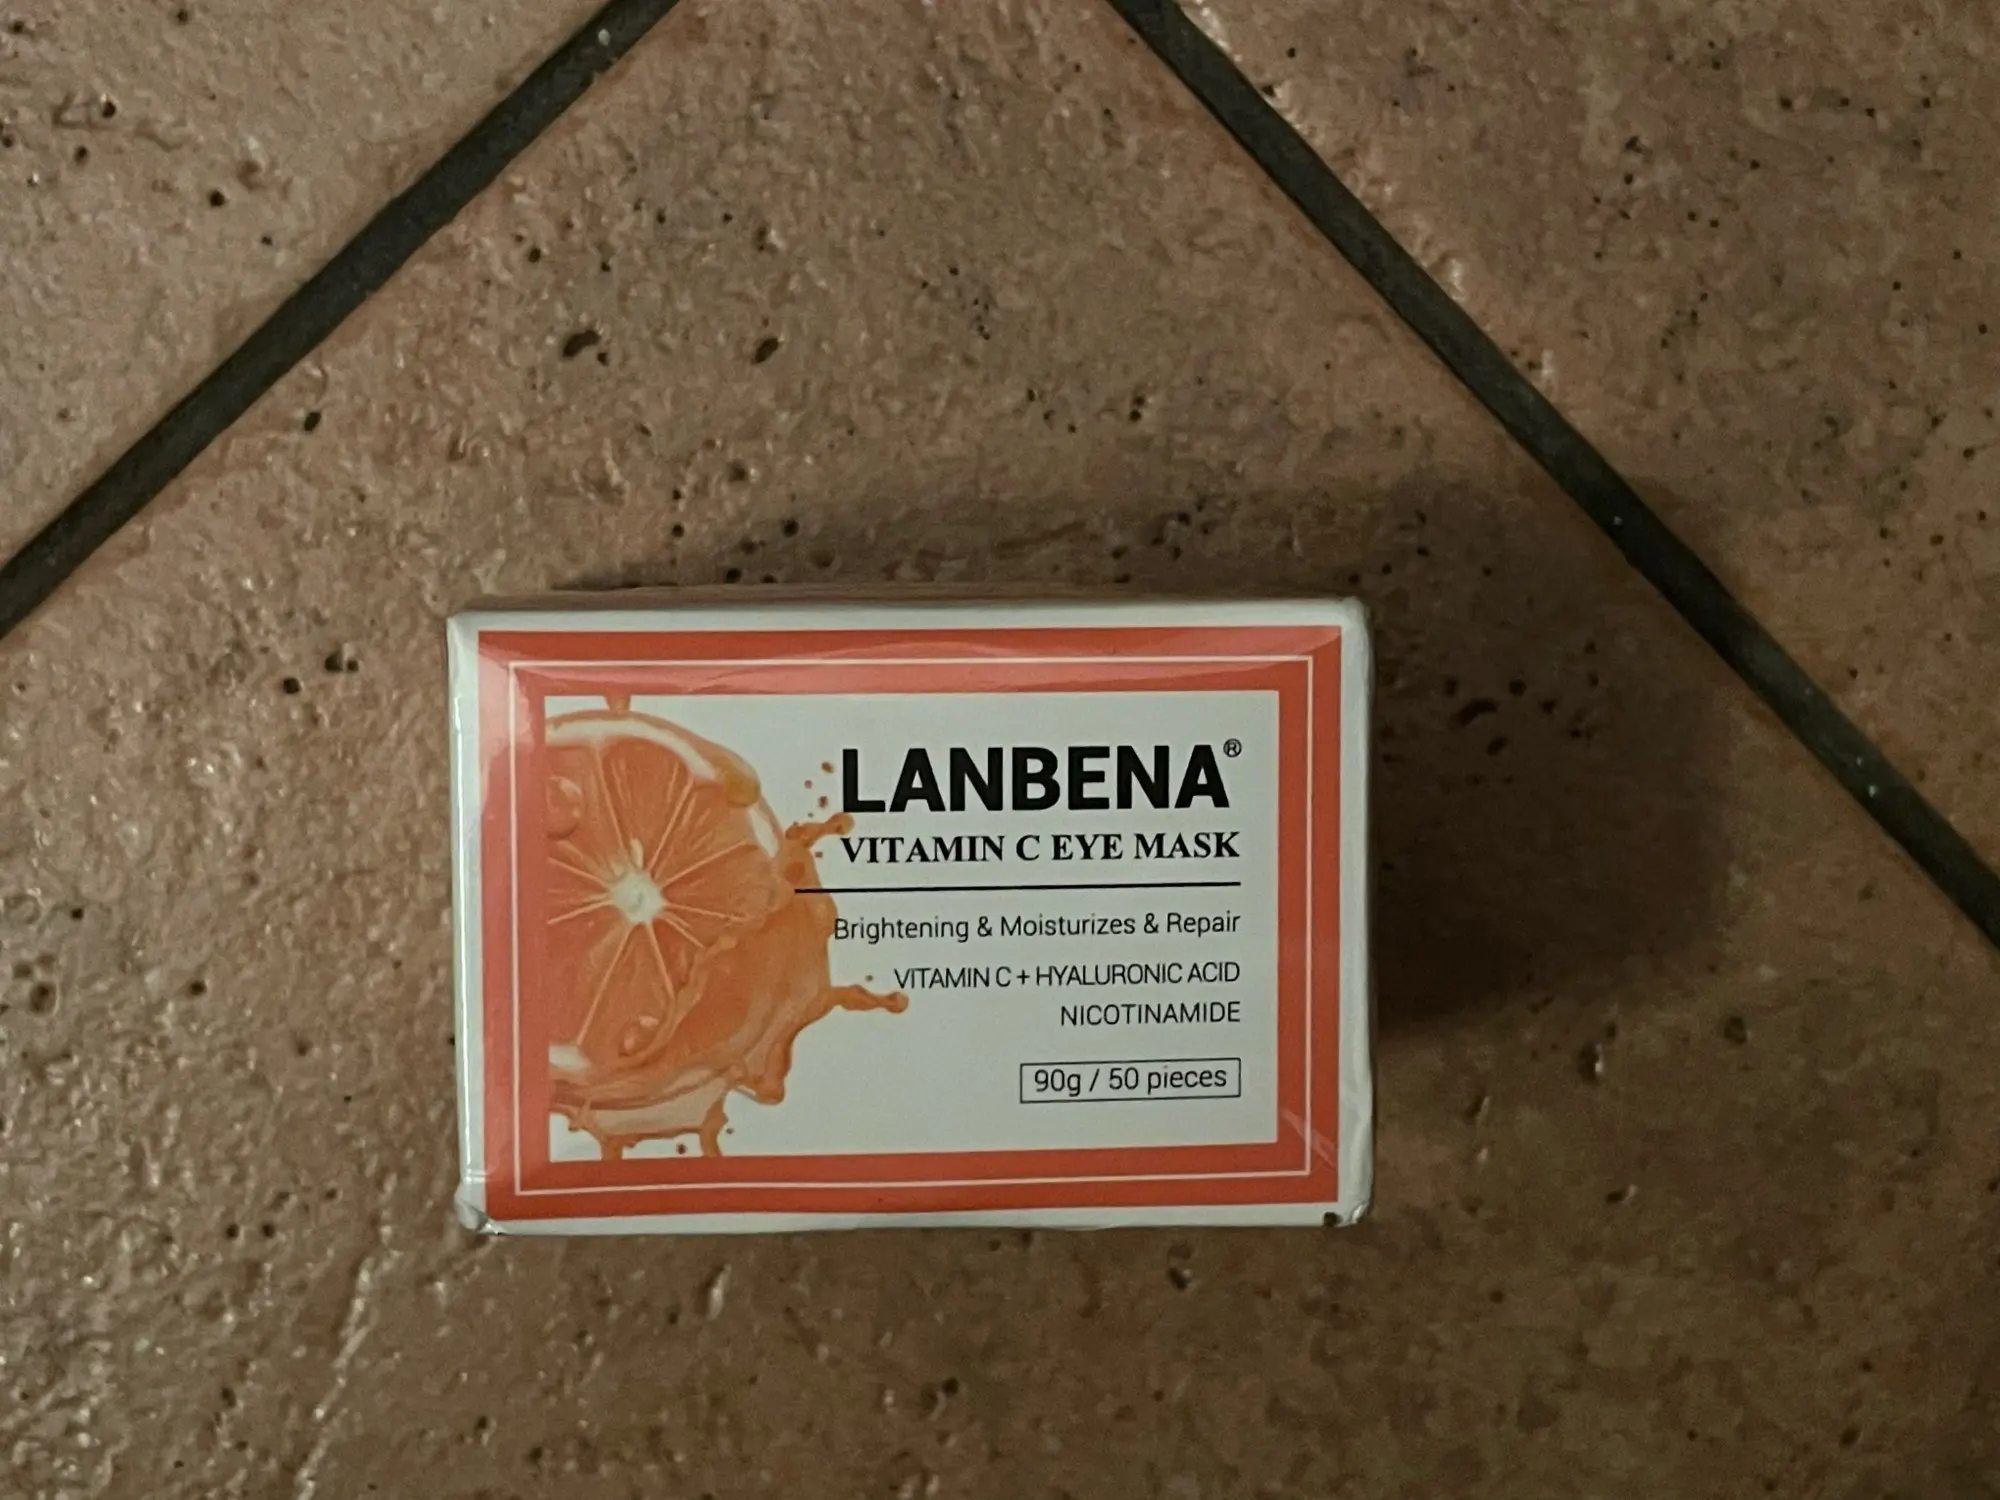 LANBENA®
VITAMIN C EYE MASK
Brightening & Moisturizes & Repair
VITAMIN C + HYALURONIC ACID
NICOTINAMIDE
90g / 50 pieces